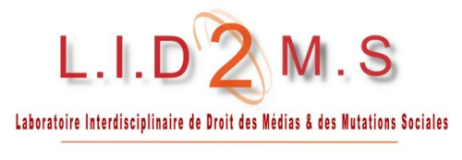 L.I.D2M.S
Laboratoire Interdisciplinaire de Droit des Médias & des Mutations Sociales